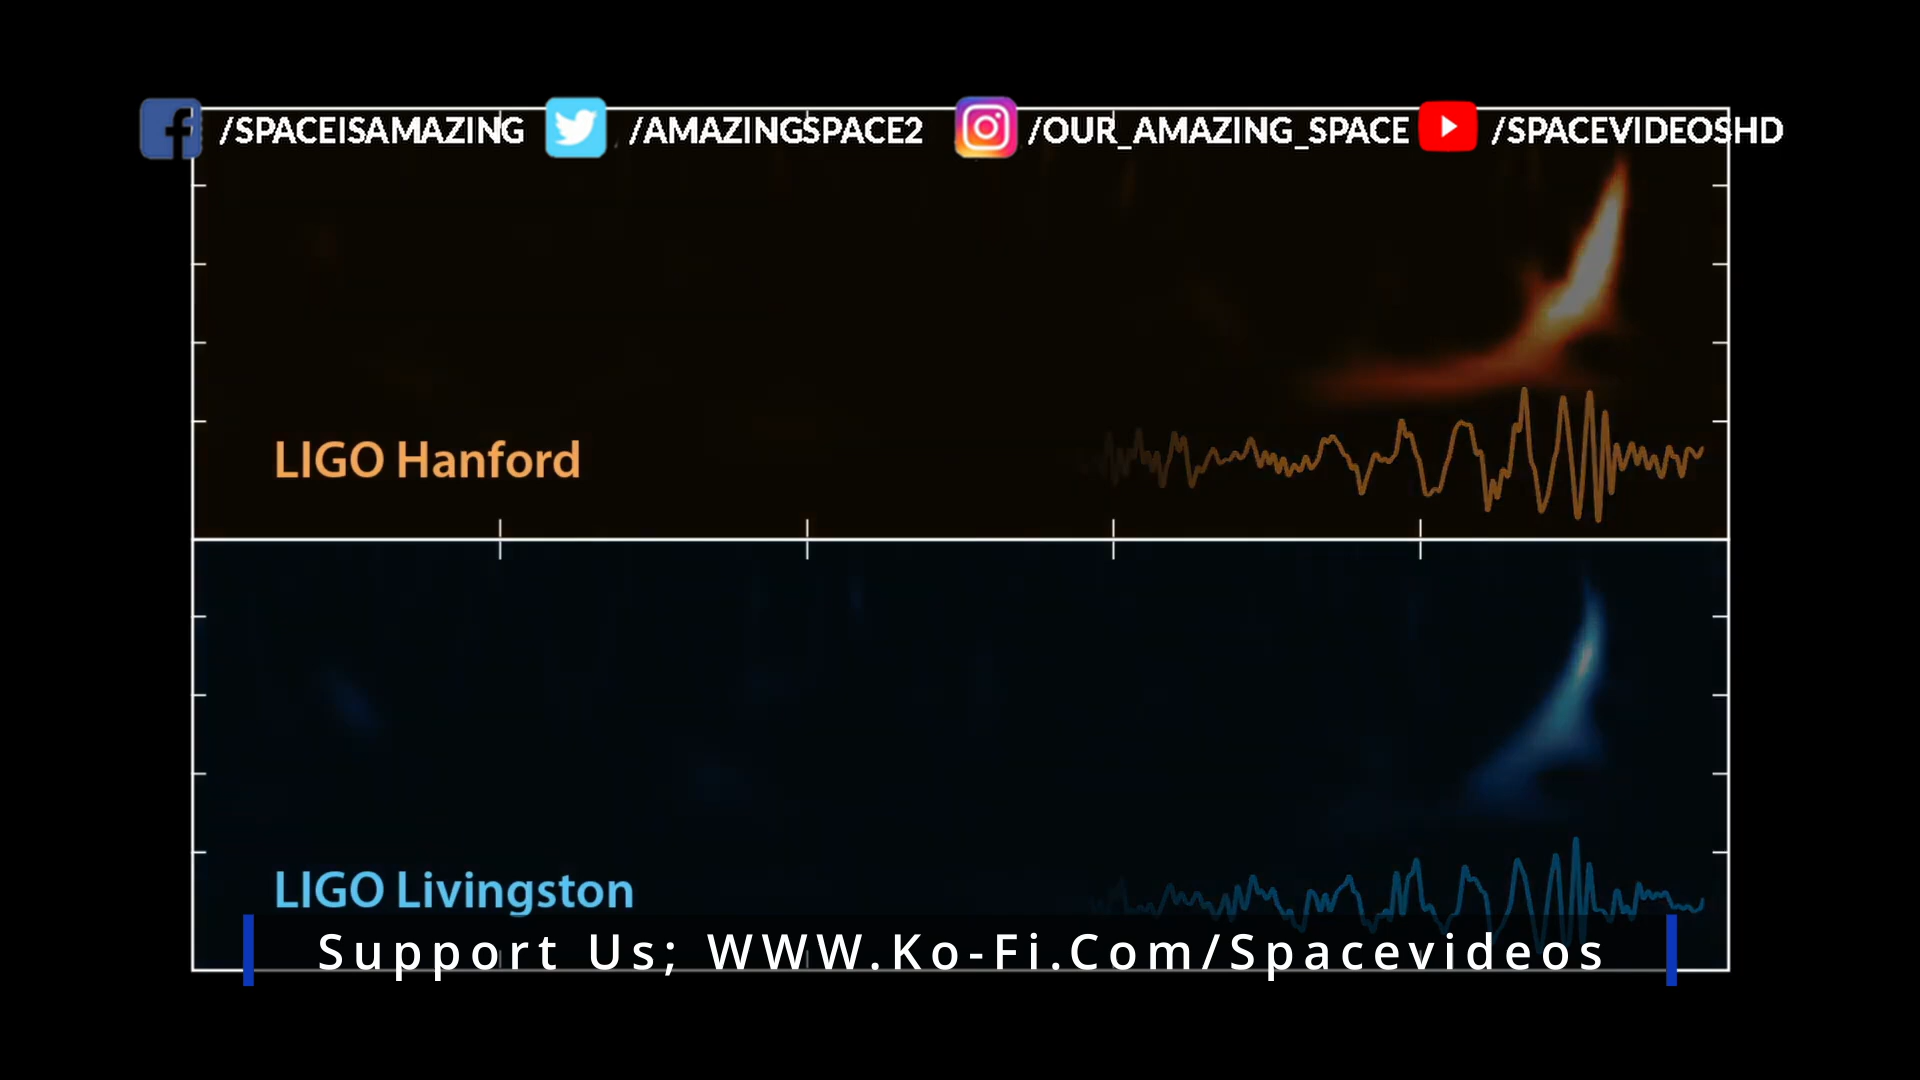 /SPACEISAMAZING /AMAZINGSPACE2 /OUR_AMAZING_SPACE /SPACEVIDEOSHD
LIGO Hanford
LIGO Livingston
Support Us; WWW.Ko-Fi.Com/Spacevideos